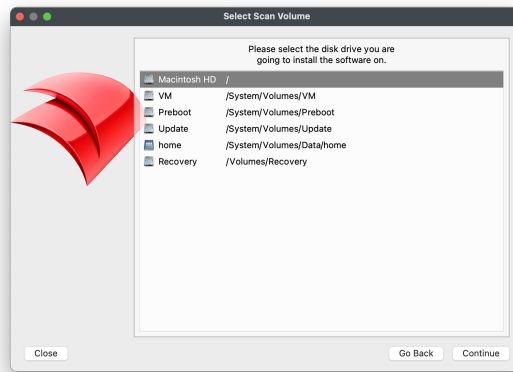 Select Scan Volume
Please select the disk drive you are
going to install the software on.
Macintosh HD /
VM /System/Volumes/VM
Preboot /System/Volumes/Preboot
Update /System/Volumes/Update
home /System/Volumes/Data/home
Recovery /Volumes/Recovery
Close Go Back Continue